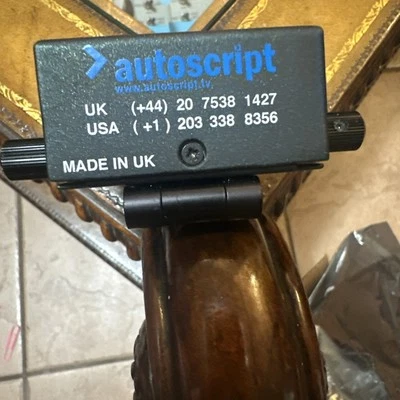 autoscript
www.autoscript.tv
UK (+44) 20 7538 1427
USA (+1) 203 338 8356
MADE IN UK